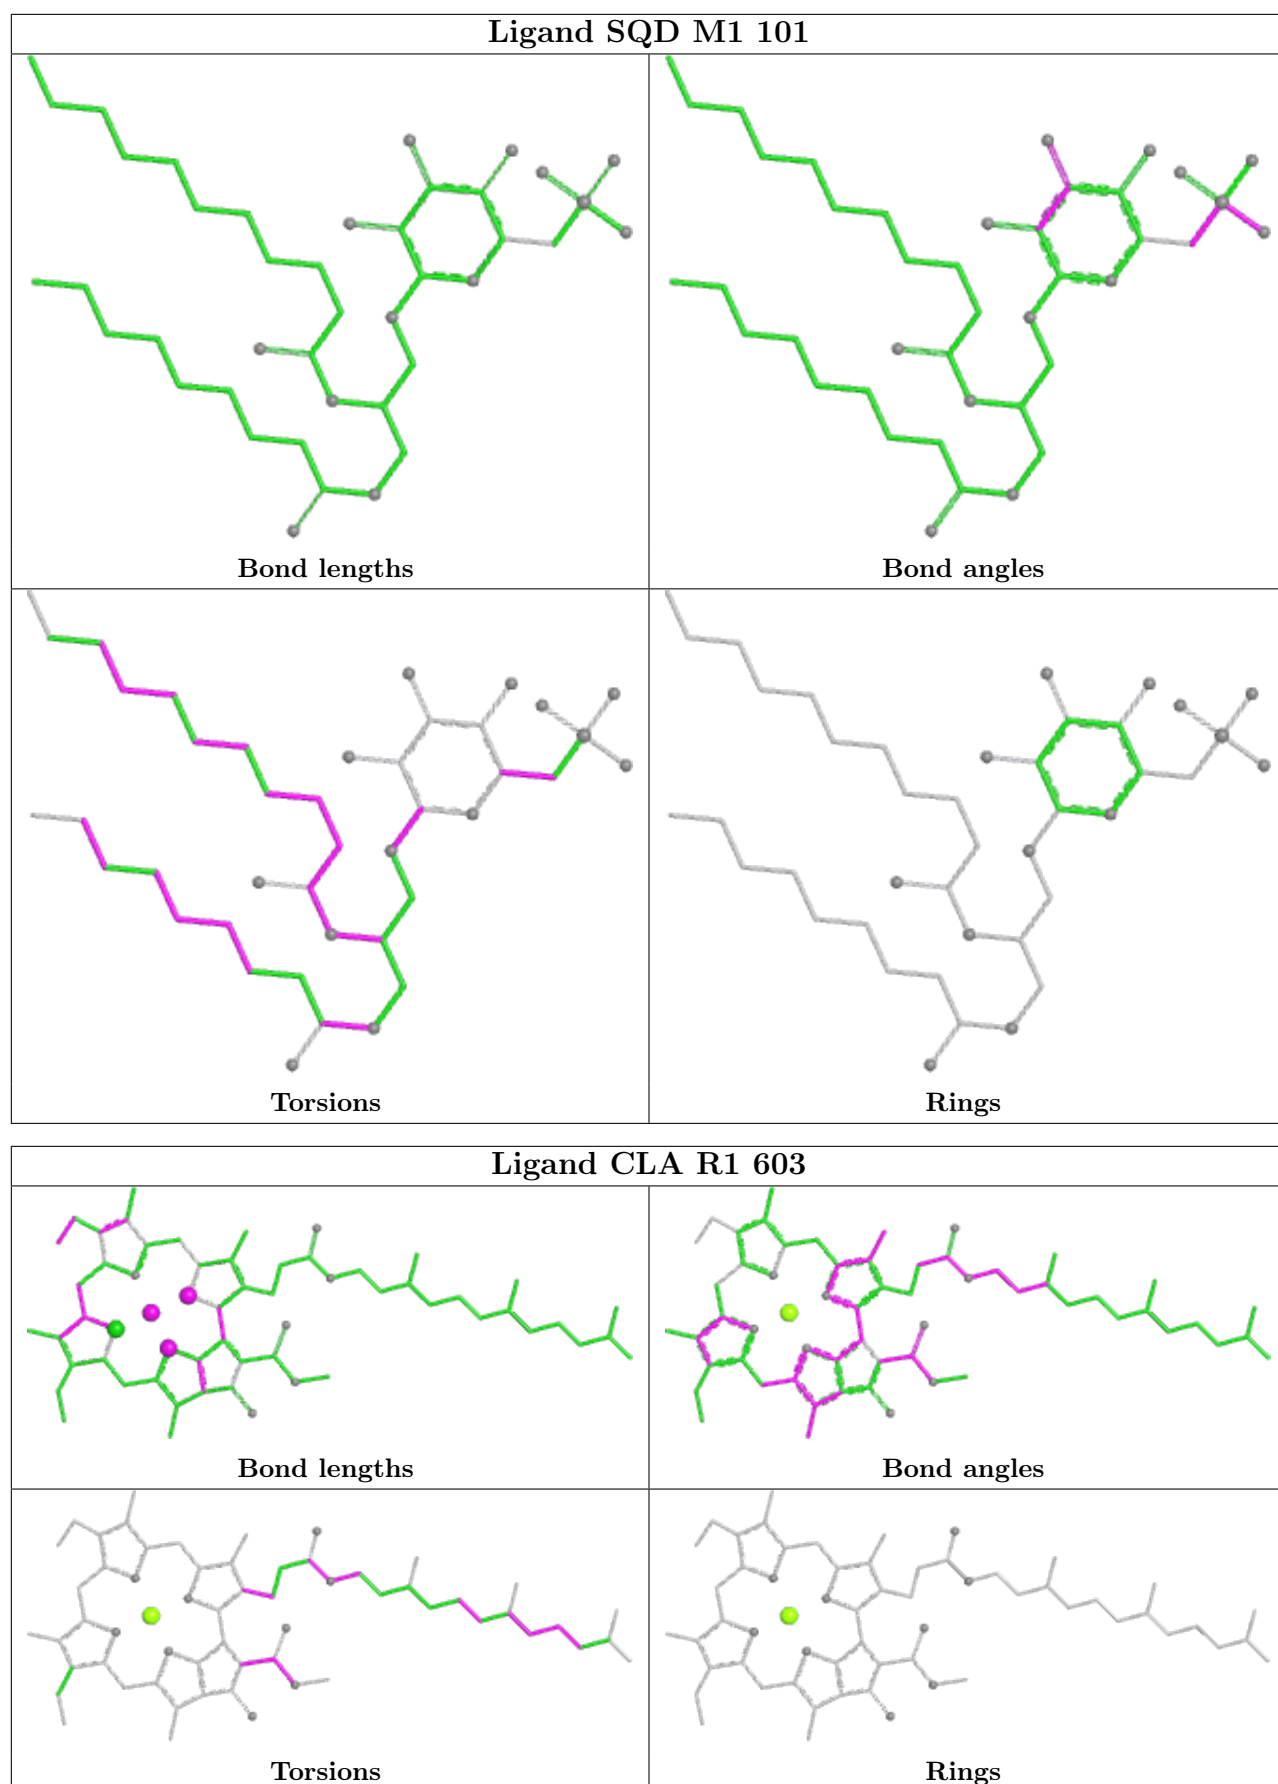 Ligand SQD M1 101
Bond lengths
Bond angles
Torsions
Rings
Ligand CLA R1 603
Bond lengths
Bond angles
Torsions
Rings